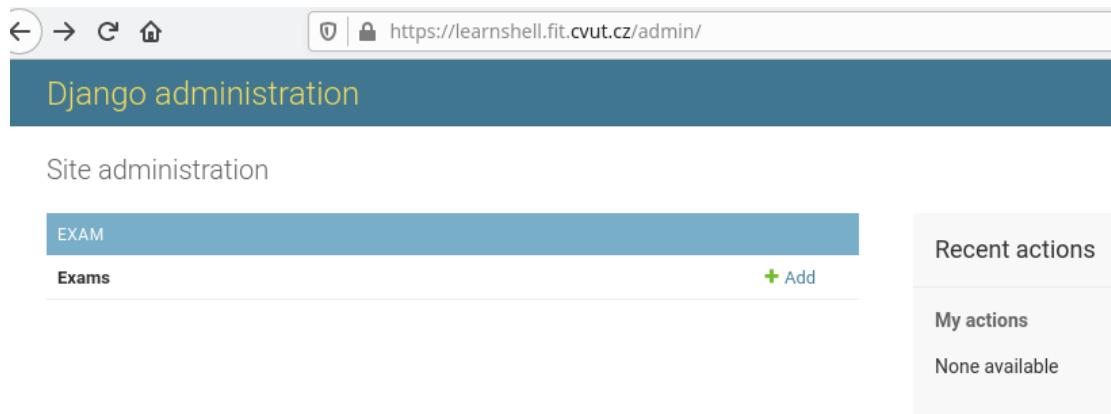 https://learnshell.fit.cvut.cz/admin/
Django administration
Site administration
EXAM
Exams
Add
Recent actions
My actions
None available